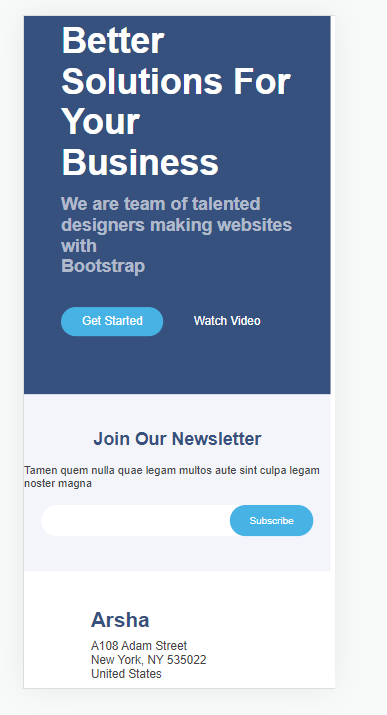 Better
Solutions For
Your
Business
We are team of talented
designers making websites
with
Bootstrap
Get Started
Watch Video
Join Our Newsletter
Tamen quem nulla quae legam multos aute sint culpa legam
noster magna
Subscribe
Arsha
A108 Adam Street
New York, NY 535022
United States